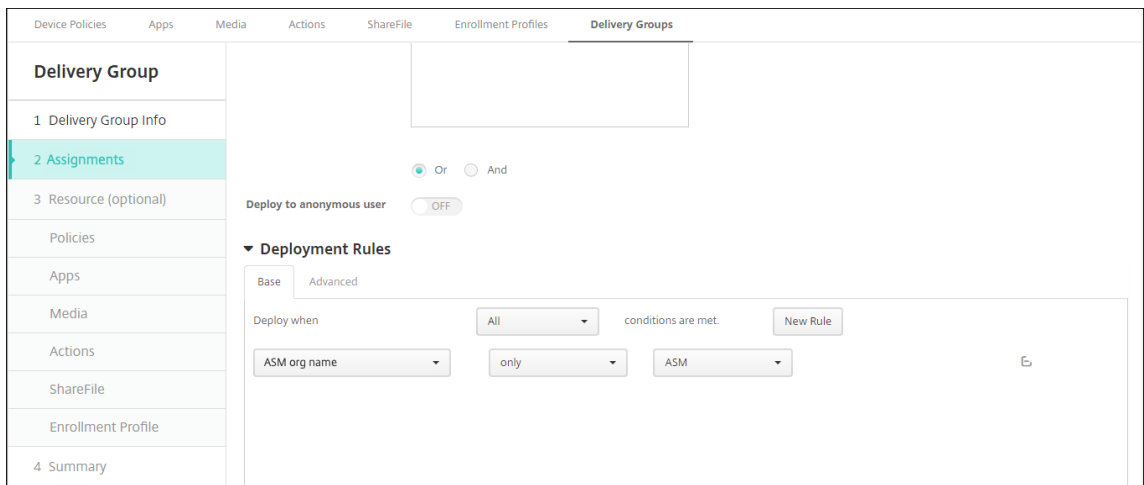 Device Policies Apps Media Actions ShareFile Enrollment Profiles Delivery Groups
Delivery Group
1 Delivery Group Info
2 Assignments
3 Resource (optional)
Policies
Apps
Media
Actions
ShareFile
Enrollment Profile
4 Summary
Or And
Deploy to anonymous user OFF
Deployment Rules
Base Advanced
Deploy when All conditions are met. New Rule
ASM org name only ASM